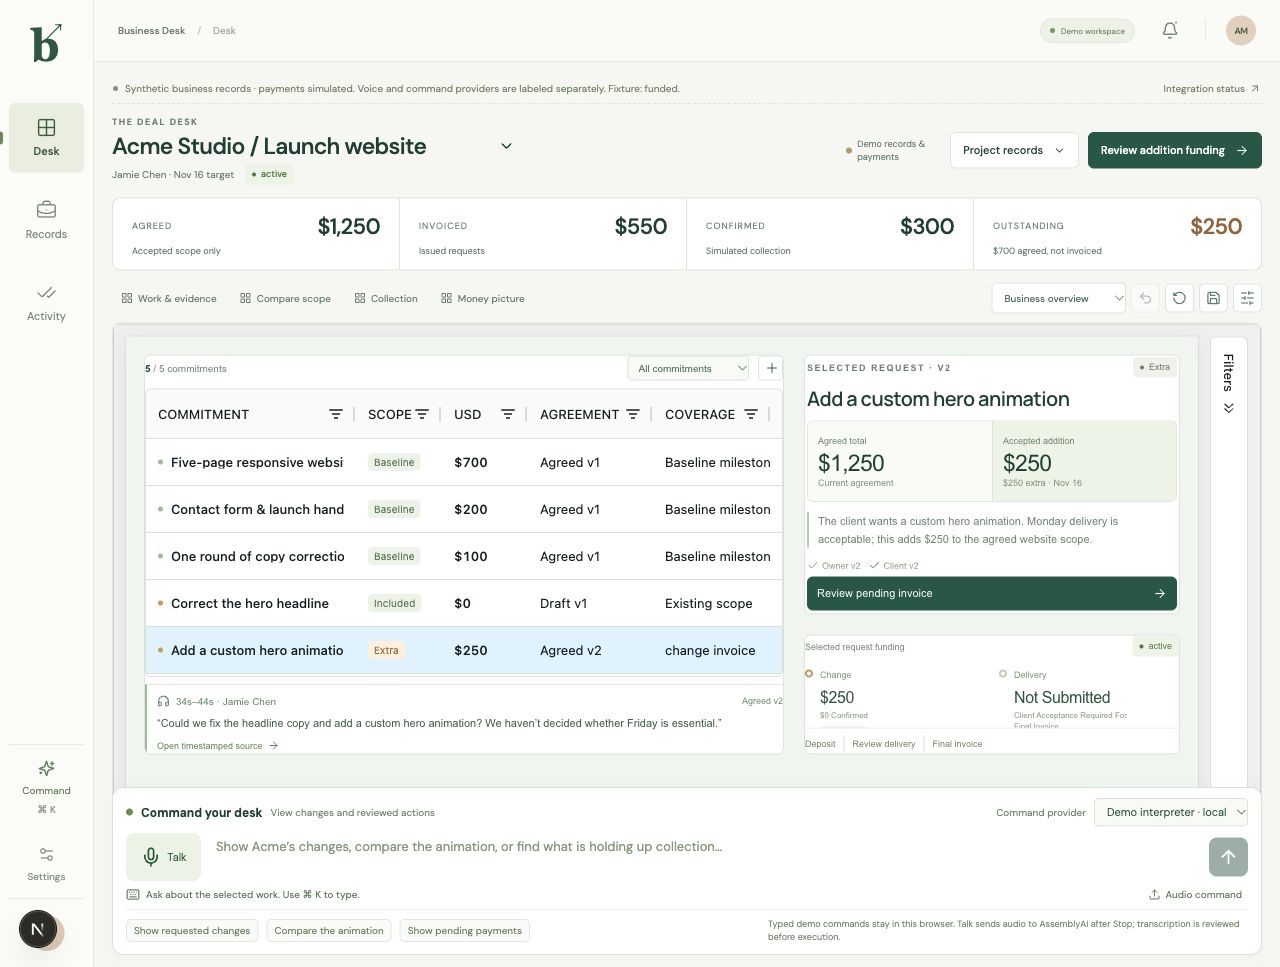 b
Business Desk / Desk
Demo workspace
AM
Desk
Records
Activity
Command
⌘ K
Settings
N
Synthetic business records · payments simulated. Voice and command providers are labeled separately. Fixture: funded.
Integration status
THE DEAL DESK
Acme Studio / Launch website
Jamie Chen · Nov 16 target
active
Demo records &
payments
Project records
Review addition funding
AGREED
$1,250
Accepted scope only
INVOICED
$550
Issued requests
CONFIRMED
$300
Simulated collection
OUTSTANDING
$250
$700 agreed, not invoiced
Work & evidence
Compare scope
Collection
Money picture
Business overview
5 / 5 commitments
All commitments
COMMITMENT SCOPE USD AGREEMENT COVERAGE
Five-page responsive websi Baseline $700 Agreed v1 Baseline mileston
Contact form & launch hand Baseline $200 Agreed v1 Baseline mileston
One round of copy correctio Baseline $100 Agreed v1 Baseline mileston
Correct the hero headline Included $0 Draft v1 Existing scope
Add a custom hero animatio Extra $250 Agreed v2 change invoice
34s–44s · Jamie Chen
Agreed v2
“Could we fix the headline copy and add a custom hero animation? We haven’t decided whether Friday is essential.”
Open timestamped source
SELECTED REQUEST · V2
Extra
Add a custom hero animation
Agreed total
$1,250
Current agreement
Accepted addition
$250
$250 extra · Nov 16
The client wants a custom hero animation. Monday delivery is
acceptable; this adds $250 to the agreed website scope.
Owner v2 Client v2
Review pending invoice
Selected request funding
active
Change
$250
$0 Confirmed
Delivery
Not Submitted
Client Acceptance Required For
Final Invoice
Deposit
Review delivery
Final invoice
Filters
Command your desk View changes and reviewed actions
Command provider
Demo interpreter · local
Talk
Show Acme’s changes, compare the animation, or find what is holding up collection…
Ask about the selected work. Use ⌘ K to type.
Audio command
Show requested changes
Compare the animation
Show pending payments
Typed demo commands stay in this browser. Talk sends audio to AssemblyAI after Stop; transcription is reviewed
before execution.